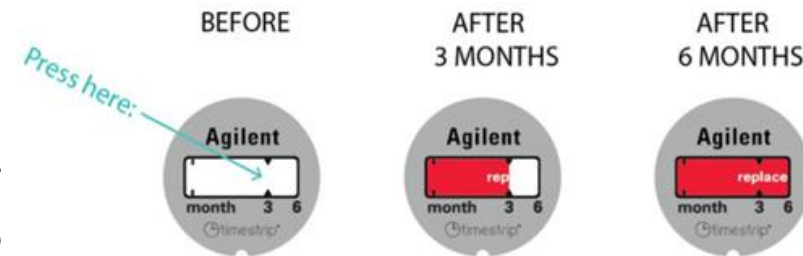 BEFORE
AFTER
3 MONTHS
AFTER
6 MONTHS
Press here:
Agilent
month 3 6
timestrip
Agilent
rep
month 3 6
timestrip
Agilent
replace
month 3 6
timestrip